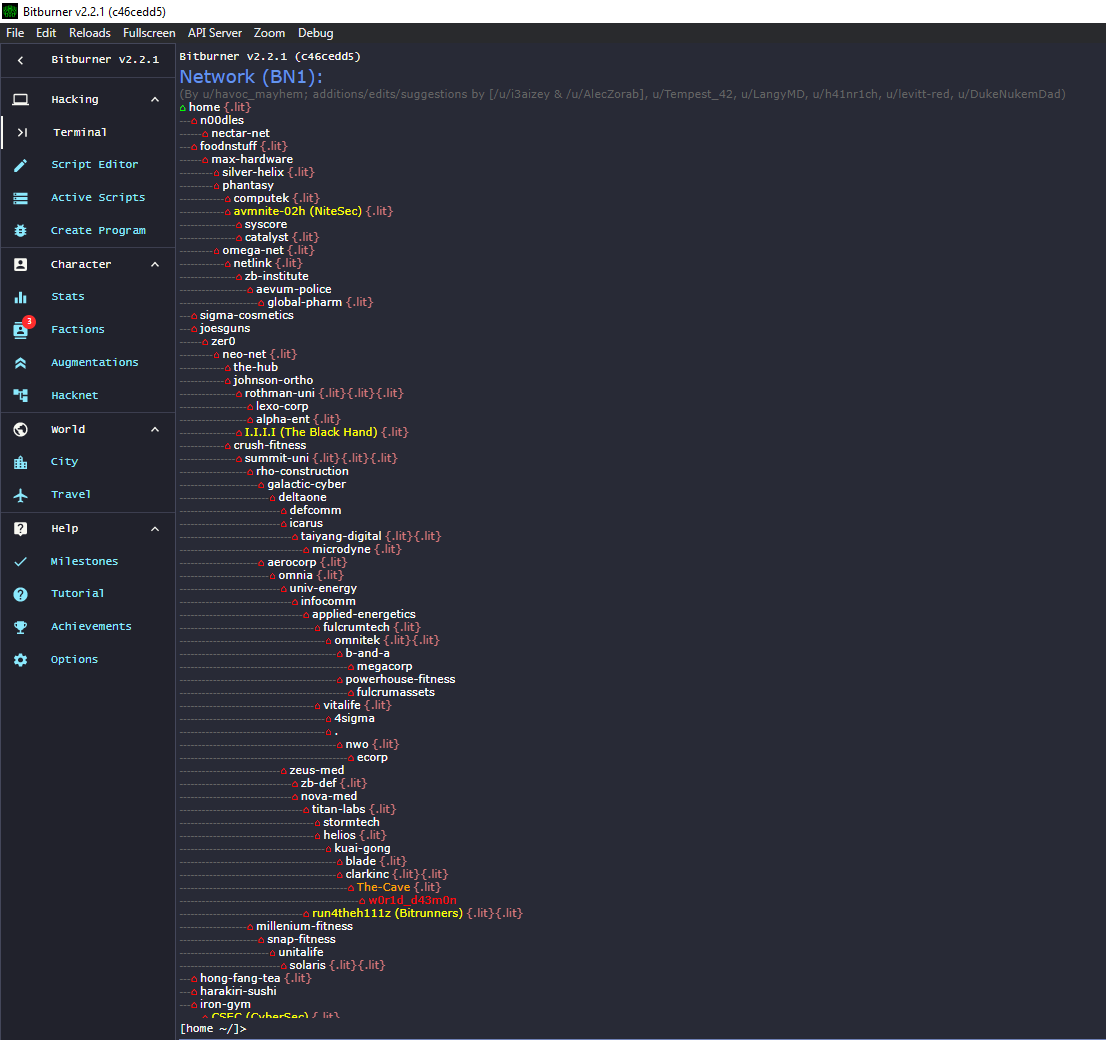 Bitburner v2.2.1 (c46cedd5)
File Edit Reloads Fullscreen API Server Zoom Debug
Bitburner v2.2.1
Hacking
Terminal
Script Editor
Active Scripts
Create Program
Character
Stats
3
Factions
Augmentations
Hacknet
World
City
Travel
Help
Milestones
Tutorial
Achievements
Options
Bitburner v2.2.1 (c46cedd5)
Network (BN1):
(By u/havoc_mayhem; additions/edits/suggestions by [/u/i3aizey & /u/AlecZorab], u/Tempest_42, u/LangyMD, u/h41nr1ch, u/levitt-red, u/DukeNukemDad)
home {.lit}
n00dles
nectar-net
foodnstuff {.lit}
max-hardware
silver-helix {.lit}
phantasy
computek {.lit}
avmnite-02h (NiteSec) {.lit}
syscore
catalyst {.lit}
omega-net {.lit}
netlink {.lit}
zb-institute
aevum-police
global-pharm {.lit}
sigma-cosmetics
joesguns
zer0
neo-net {.lit}
the-hub
johnson-ortho
rothman-uni {.lit}{.lit}{.lit}
lexo-corp
alpha-ent {.lit}
I.I.I.I (The Black Hand) {.lit}
crush-fitness
summit-uni {.lit}{.lit}{.lit}
rho-construction
galactic-cyber
deltaone
defcomm
icarus
taiyang-digital {.lit}{.lit}
microdyne {.lit}
aerocorp {.lit}
omnia {.lit}
univ-energy
infocomm
applied-energetics
fulcrumtech {.lit}
omnitek {.lit}{.lit}
b-and-a
megacorp
powerhouse-fitness
fulcrumassets
vitalife {.lit}
4sigma
.
nwo {.lit}
ecorp
zeus-med
zb-def {.lit}
nova-med
titan-labs {.lit}
stormtech
helios {.lit}
kuai-gong
blade {.lit}
clarkinc {.lit}{.lit}
The-Cave {.lit}
w0r1d_d43m0n
run4theh111z (Bitrunners) {.lit}{.lit}
millenium-fitness
snap-fitness
unitalife
solaris {.lit}{.lit}
hong-fang-tea {.lit}
harakiri-sushi
iron-gym
CSEC (CyberSec) {.lit}
[home ~/]>